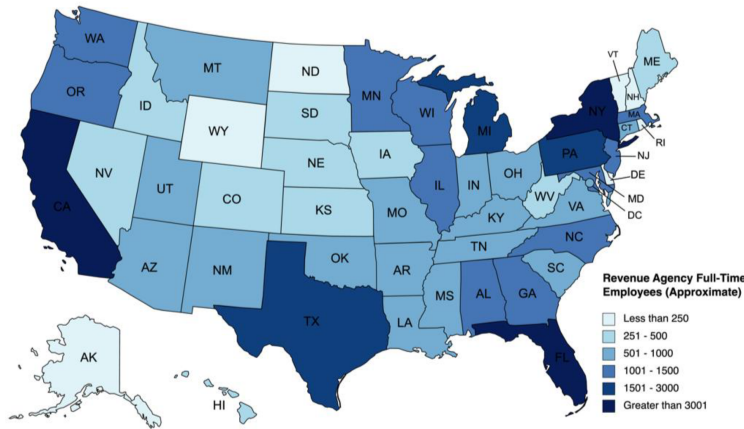 WA
MT
ND
OR
ID
SD
WY
MN
WI
MI
VT
ME
NH
NY
MA
CT
RI
NV
UT
CO
NE
IA
KS
MO
IL
IN
OH
PA
NJ
DE
MD
DC
WV
VA
KY
CA
AZ
NM
OK
AR
TN
NC
SC
MS
AL
GA
LA
TX
FL
AK
HI
Revenue Agency Full-Time
Employees (Approximate)
Less than 250
251 - 500
501 - 1000
1001 - 1500
1501 - 3000
Greater than 3001